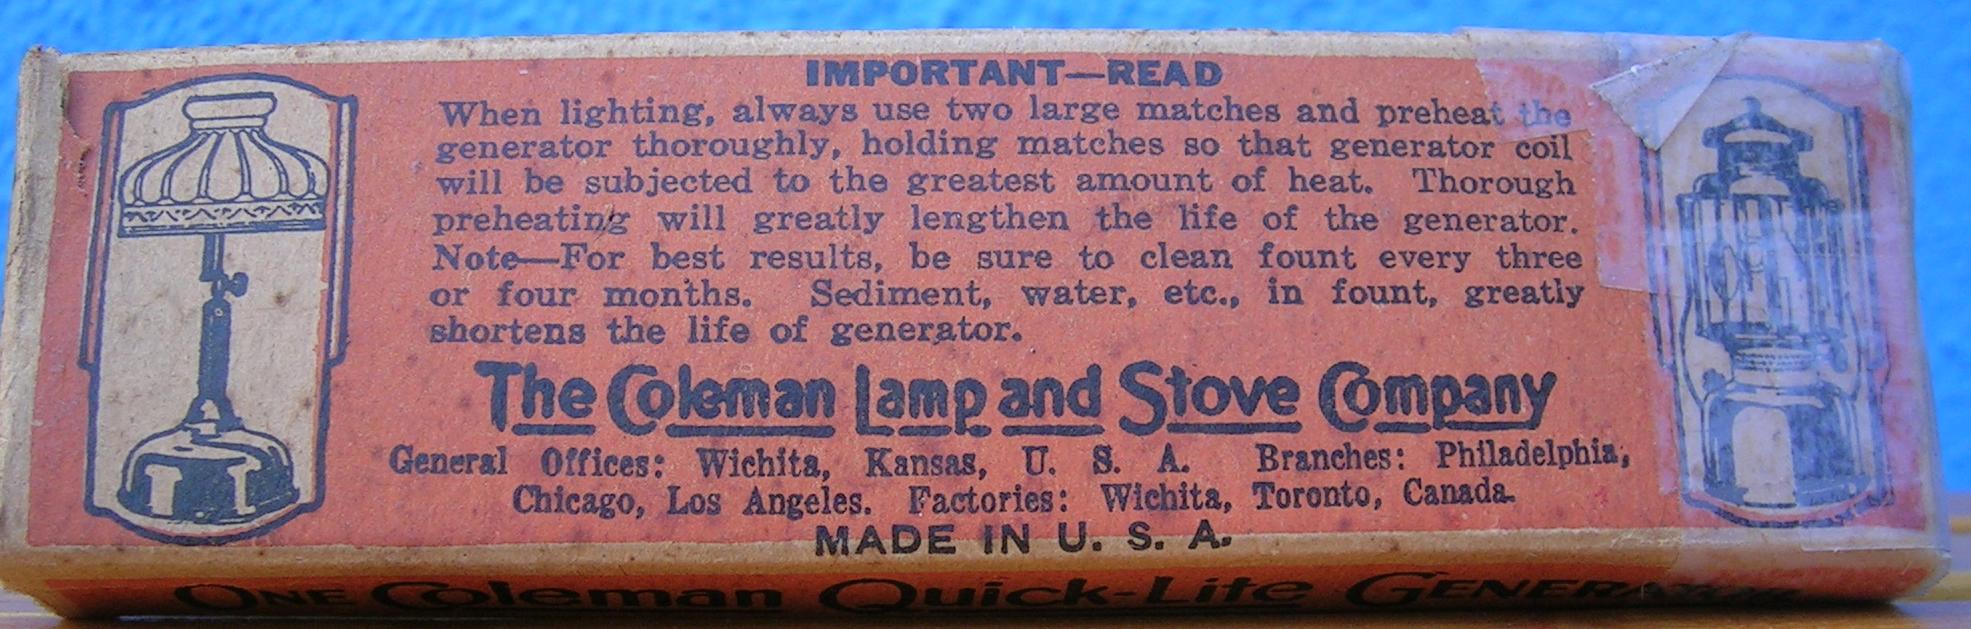 IMPORTANT—READ
When lighting, always use two large matches and preheat the
generator thoroughly, holding matches so that generator coil
will be subjected to the greatest amount of heat. Thorough
preheating will greatly lengthen the life of the generator.
Note—For best results, be sure to clean fount every three
or four months. Sediment, water, etc., in fount, greatly
shortens the life of generator.
The Coleman Lamp and Stove Company
General Offices: Wichita, Kansas, U. S. A. Branches: Philadelphia,
Chicago, Los Angeles. Factories: Wichita, Toronto, Canada.
MADE IN U. S. A.
ONE Coleman Quick-Lite GENERATOR